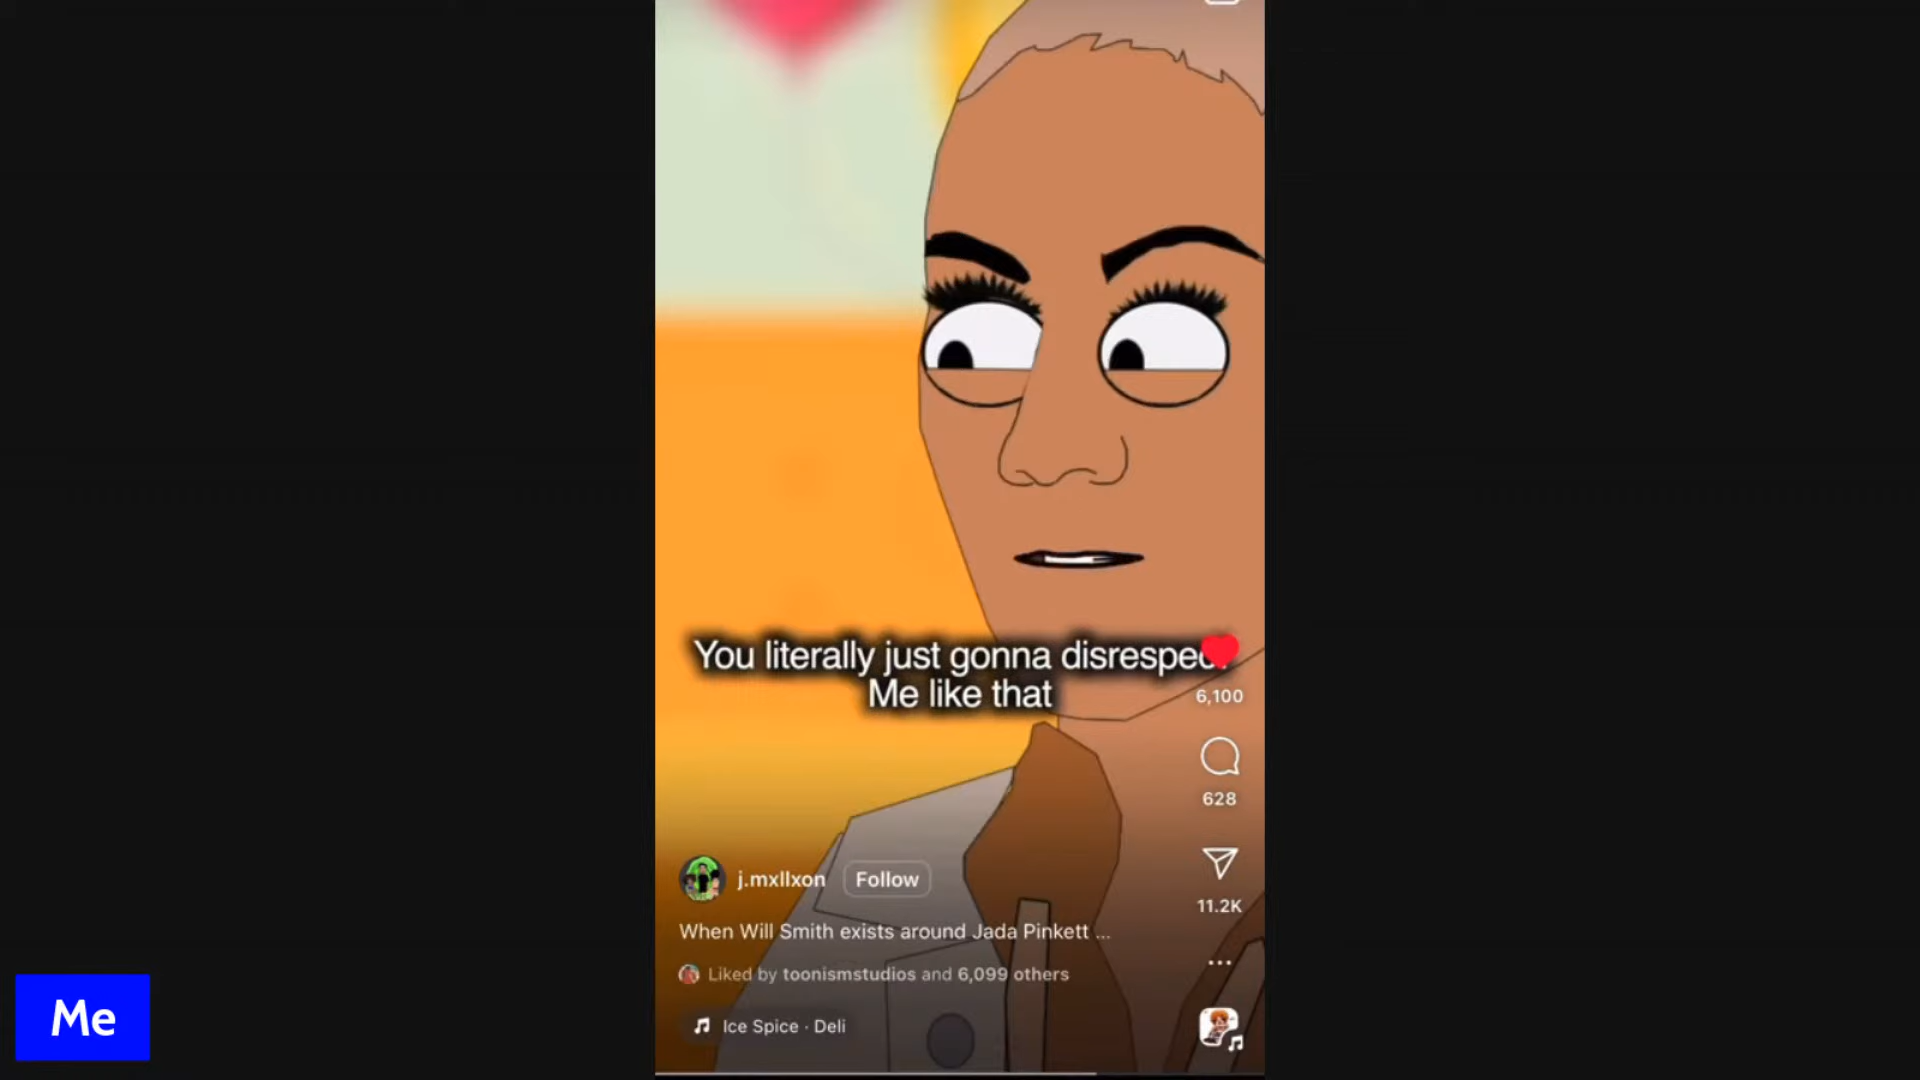 You literally just gonna disrespect
Me like that
6,100
628
11.2K
j.mxllxon
Follow
When Will Smith exists around Jada Pinkett ...
Liked by toonismstudios and 6,099 others
Ice Spice · Deli
Me